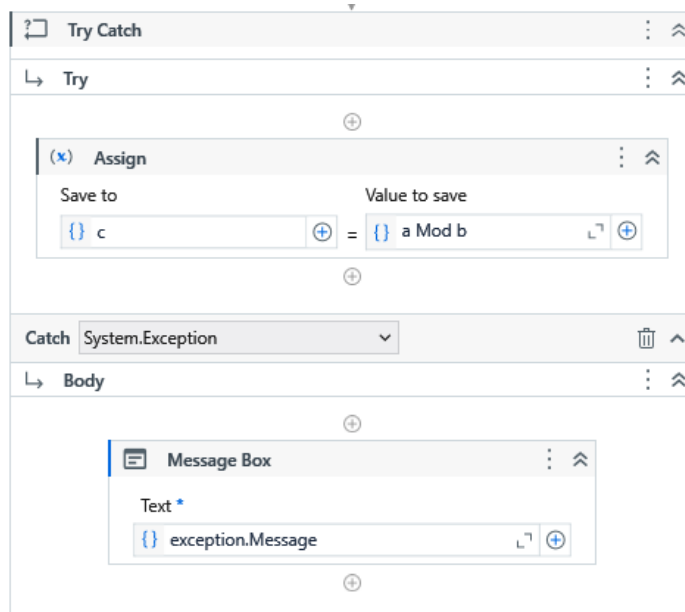 Try Catch
Try
Assign
Save to Value to save
{} c = {} a Mod b
Catch System.Exception
Body
Message Box
Text *
{} exception.Message